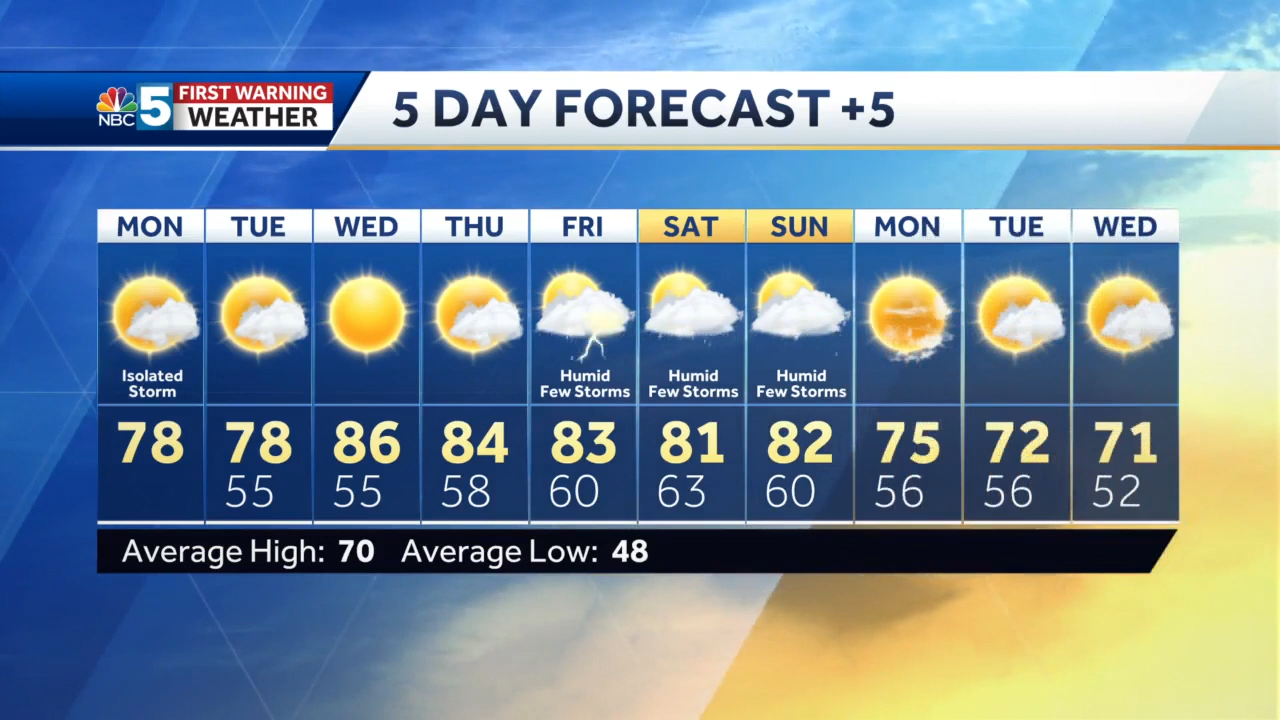 NBC 5 FIRST WARNING WEATHER
5 DAY FORECAST +5
MON TUE WED THU FRI SAT SUN MON TUE WED
Isolated Storm
Humid Few Storms
Humid Few Storms
Humid Few Storms
78 78 86 84 83 81 82 75 72 71
55 55 58 60 63 60 56 56 52
Average High: 70 Average Low: 48